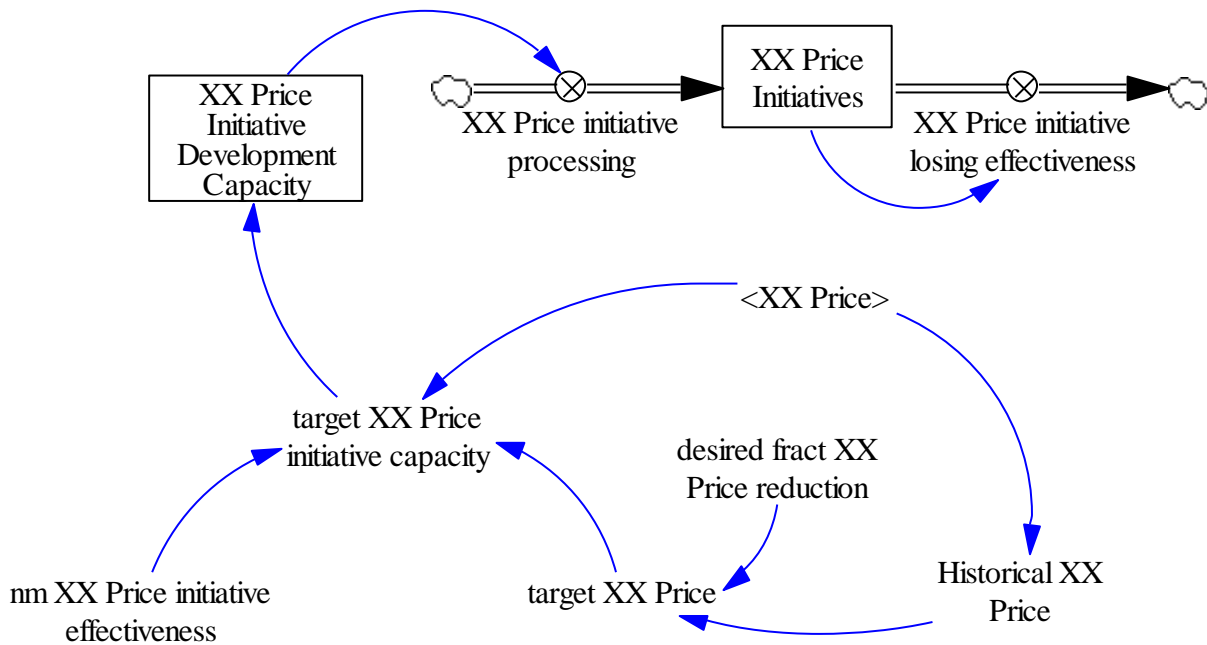 XX Price
Initiative
Development
Capacity
XX Price initiative
processing
XX Price
Initiatives
XX Price initiative
losing effectiveness
<XX Price>
target XX Price
initiative capacity
desired fract XX
Price reduction
nm XX Price initiative
effectiveness
target XX Price
Historical XX
Price